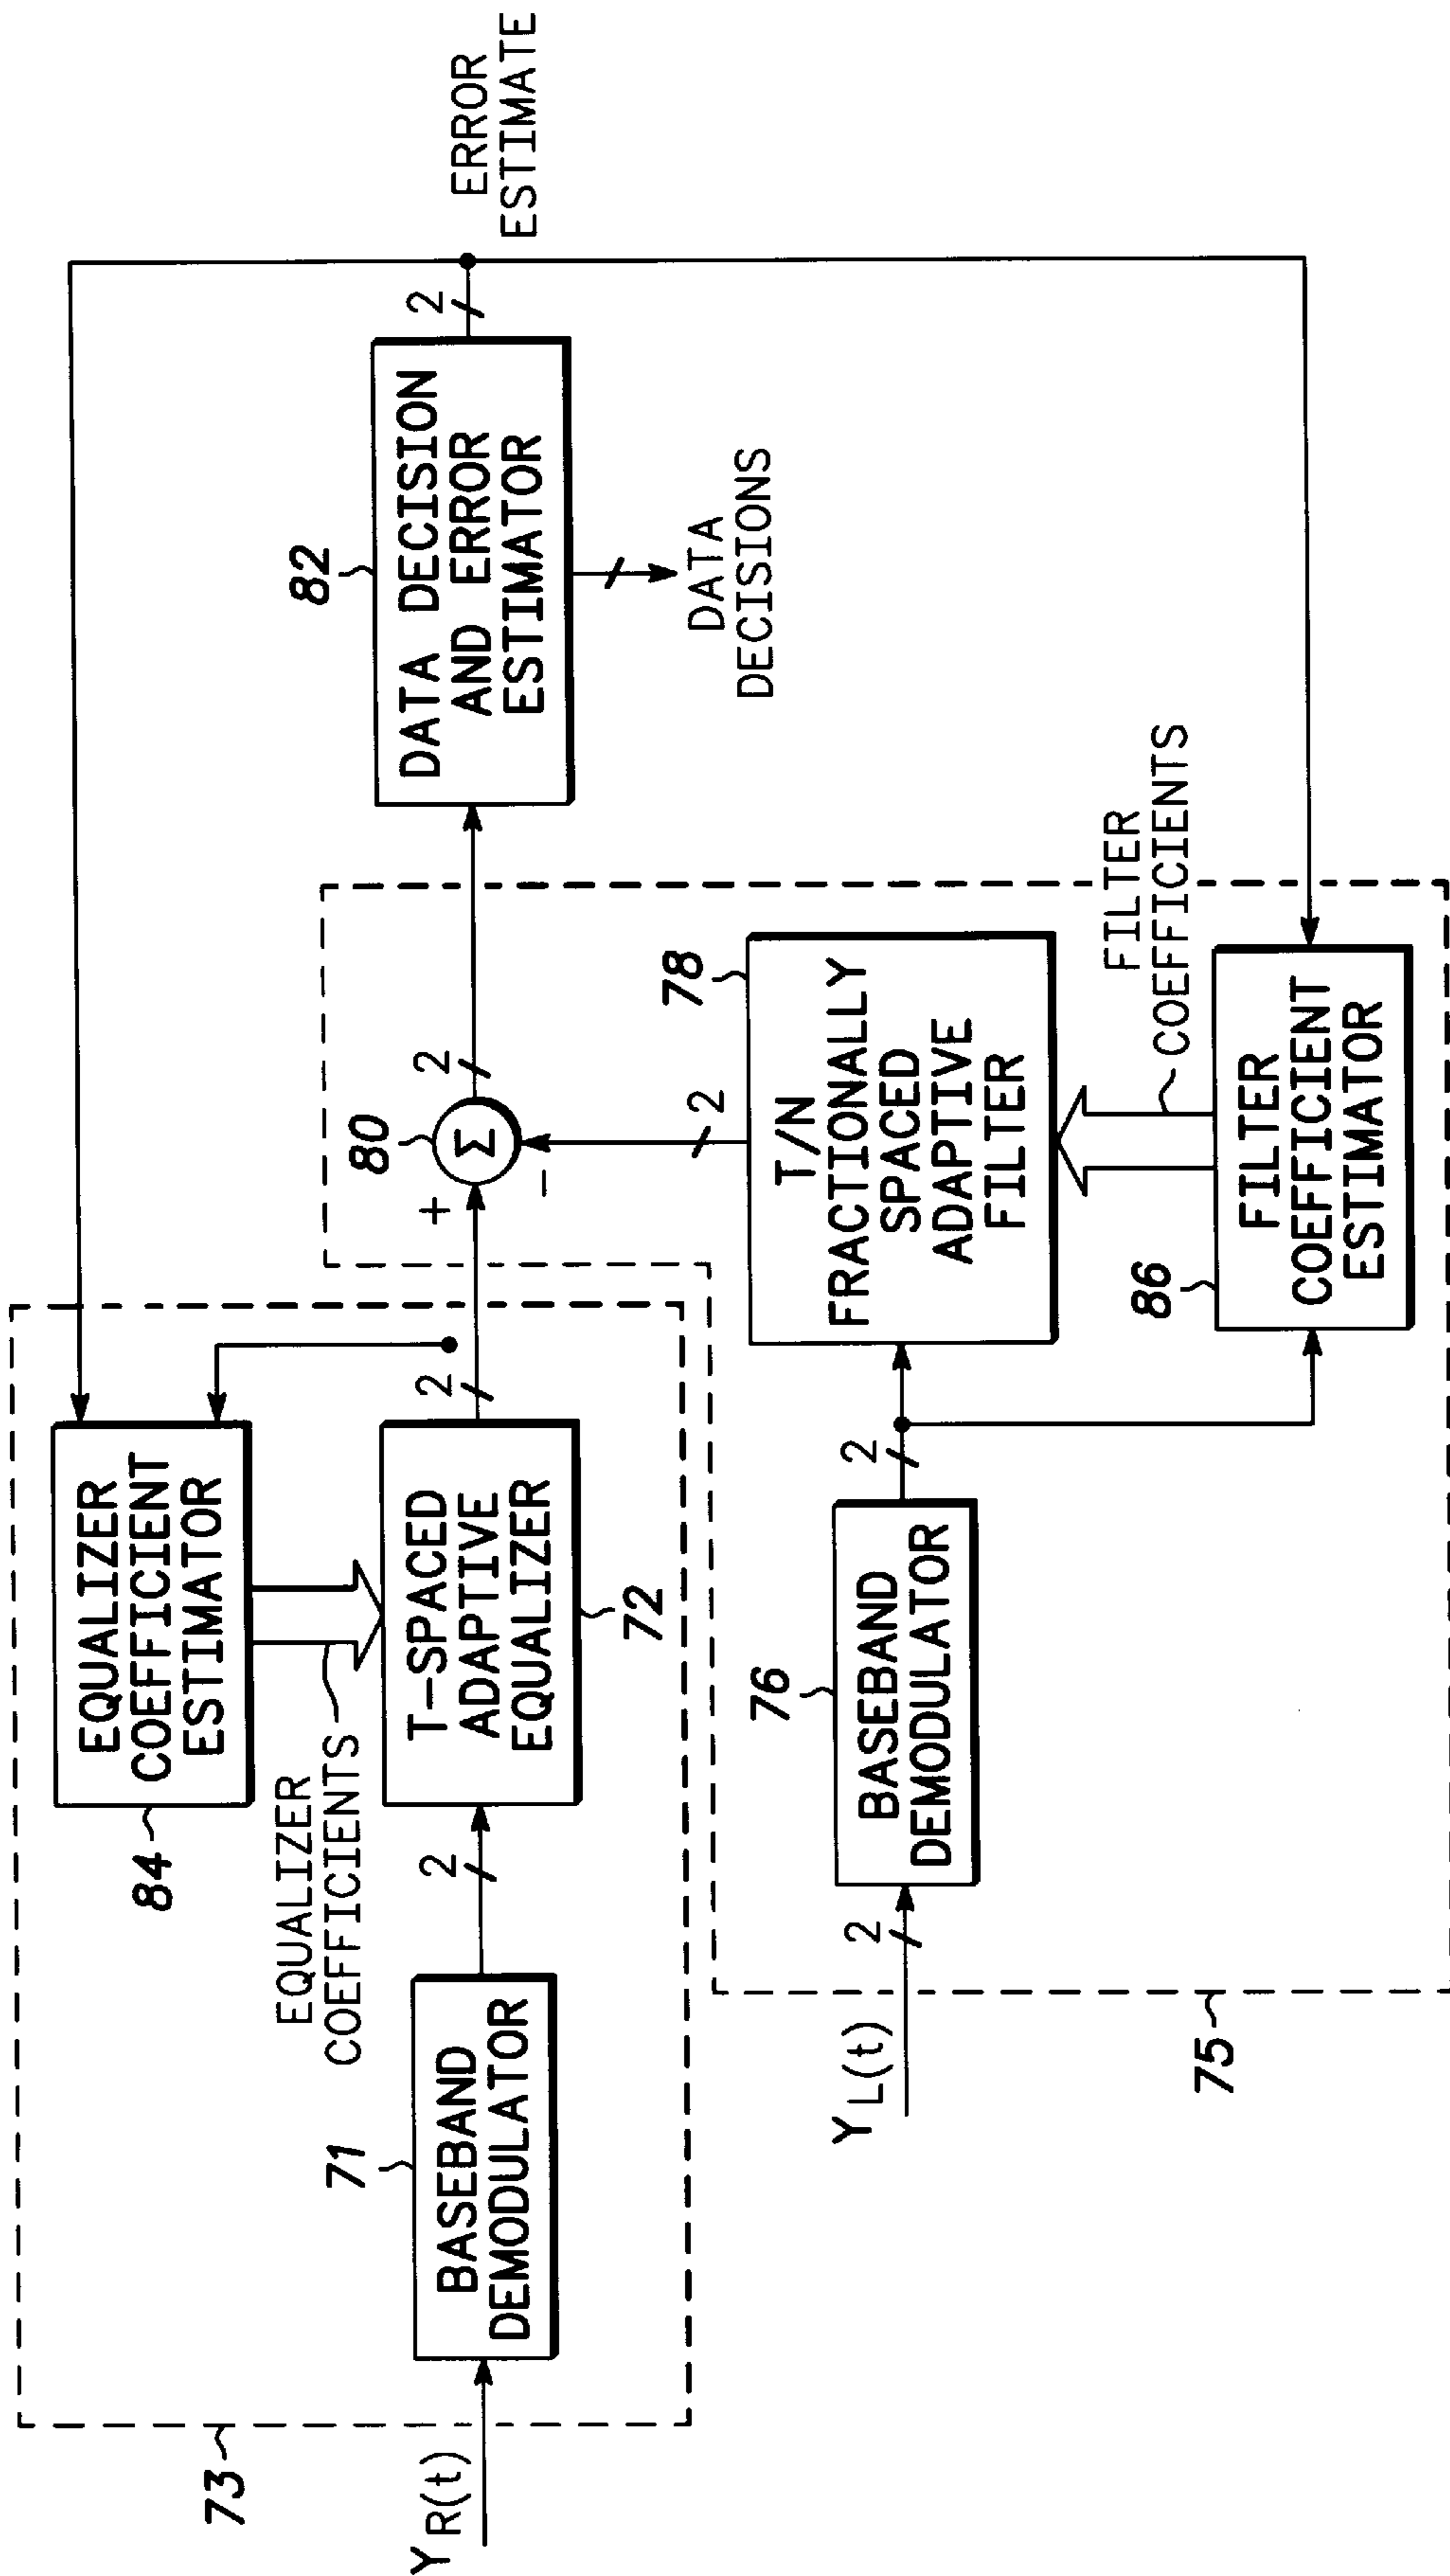 73
Y R(t)
71
BASEBAND
DEMODULATOR
2
84
EQUALIZER
COEFFICIENT
ESTIMATOR
EQUALIZER
COEFFICIENTS
T-SPACED
ADAPTIVE
EQUALIZER
72
2
+
-
80
Σ
2
82
DATA DECISION
AND ERROR
ESTIMATOR
2
ERROR
ESTIMATE
DATA
DECISIONS
75
Y L(t)
2
76
BASEBAND
DEMODULATOR
2
78
T/N
FRACTIONALLY
SPACED
ADAPTIVE
FILTER
2
86
FILTER
COEFFICIENT
ESTIMATOR
FILTER
COEFFICIENTS